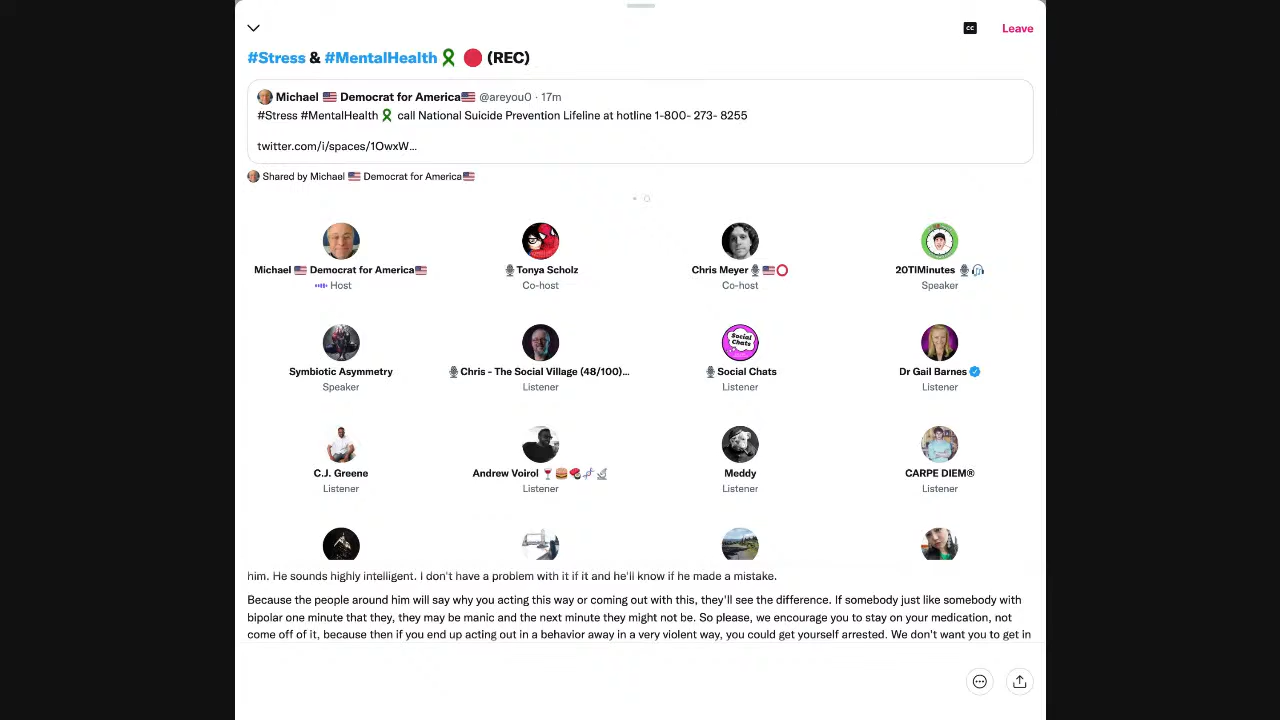 CC
Leave
#Stress & #MentalHealth🎗 🔴 (REC)
Michael 🇺🇸 Democrat for America🇺🇸 @areyou0 · 17m
#Stress #MentalHealth🎗 call National Suicide Prevention Lifeline at hotline 1-800- 273- 8255
twitter.com/i/spaces/1OwxW...
Shared by Michael 🇺🇸 Democrat for America🇺🇸
Michael 🇺🇸 Democrat for America🇺🇸
🎙Tonya Scholz
Chris Meyer🎙🇺🇸⭕
20TIMinutes 🎙🎧
Host
Co-host
Co-host
Speaker
Social Chats
Symbiotic Asymmetry
🎙Chris - The Social Village (48/100)...
🎙Social Chats
Dr Gail Barnes
Speaker
Listener
Listener
Listener
C.J. Greene
Andrew Voirol 🍷🍔🍣🧬🔬
Meddy
CARPE DIEM®
Listener
Listener
Listener
Listener
him. He sounds highly intelligent. I don't have a problem with it if it and he'll know if he made a mistake.
Because the people around him will say why you acting this way or coming out with this, they'll see the difference. If somebody just like somebody with
bipolar one minute that they, they may be manic and the next minute they might not be. So please, we encourage you to stay on your medication, not
come off of it, because then if you end up acting out in a behavior away in a very violent way, you could get yourself arrested. We don't want you to get in